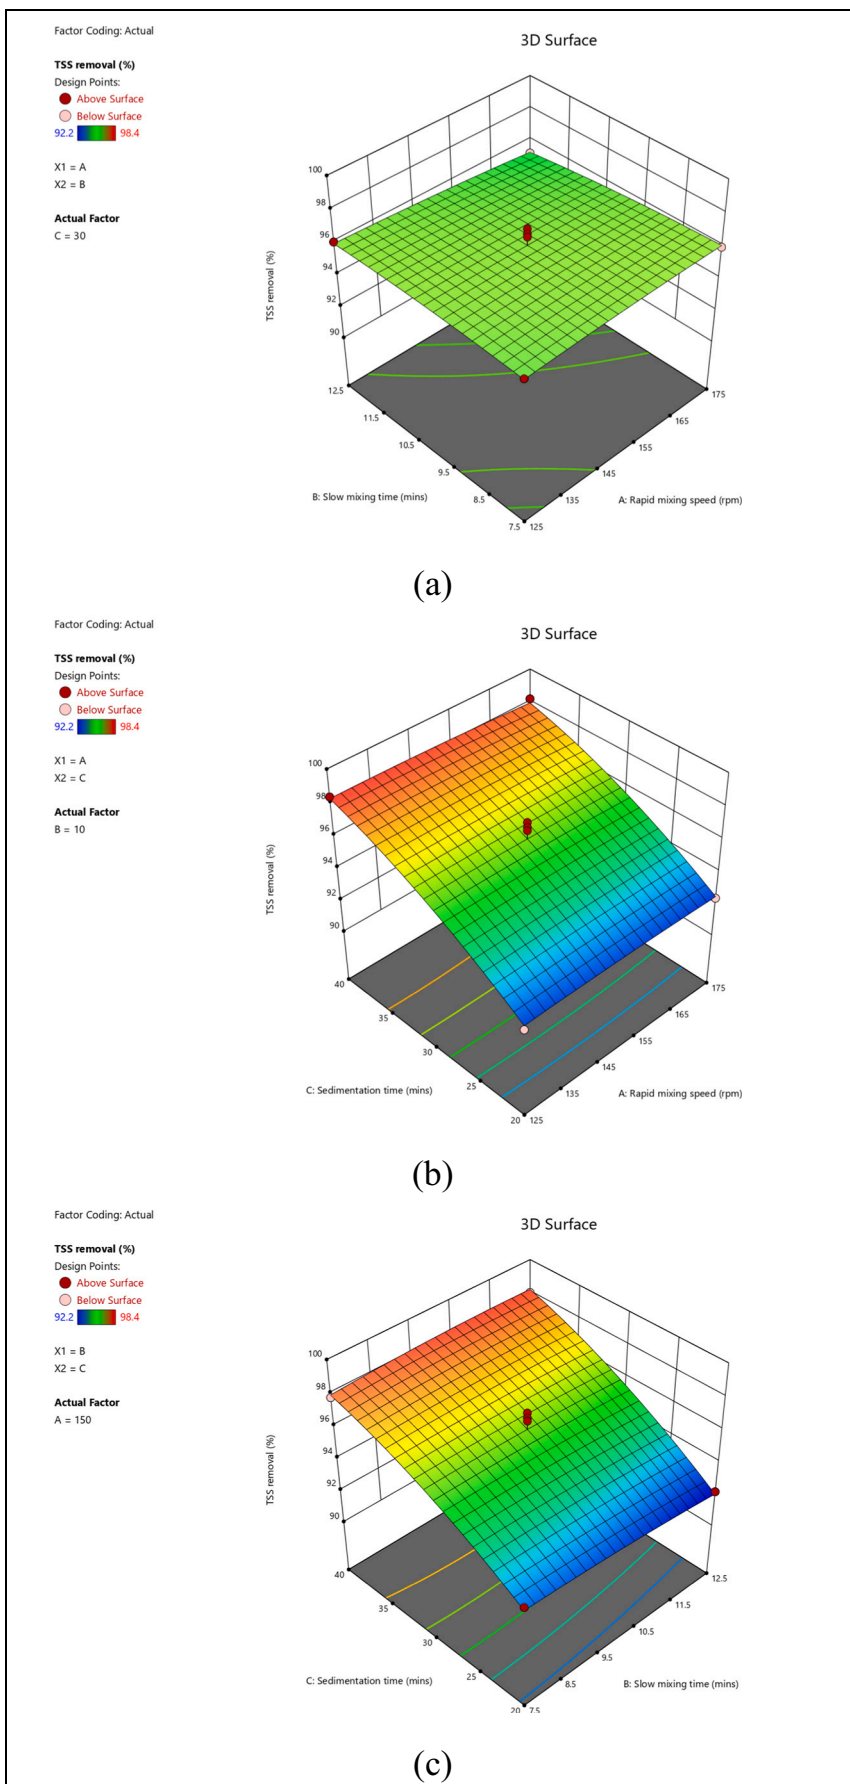 Factor Coding: Actual
3D Surface
TSS removal (%)
Design Points:
Above Surface
Below Surface
92.2 98.4
X1 = A
X2 = B
Actual Factor
C = 30
100
98
96
94
92
90
TSS removal (%)
12.5
11.5
10.5
9.5
8.5
7.5
B: Slow mixing time (mins)
125
135
145
155
165
175
A: Rapid mixing speed (rpm)
(a)
Factor Coding: Actual
3D Surface
TSS removal (%)
Design Points:
Above Surface
Below Surface
92.2 98.4
X1 = A
X2 = C
Actual Factor
B = 10
100
98
96
94
92
90
TSS removal (%)
40
35
30
25
20
C: Sedimentation time (mins)
125
135
145
155
165
175
A: Rapid mixing speed (rpm)
(b)
Factor Coding: Actual
3D Surface
TSS removal (%)
Design Points:
Above Surface
Below Surface
92.2 98.4
X1 = B
X2 = C
Actual Factor
A = 150
100
98
96
94
92
90
TSS removal (%)
40
35
30
25
20
C: Sedimentation time (mins)
7.5
8.5
9.5
10.5
11.5
12.5
B: Slow mixing time (mins)
(c)